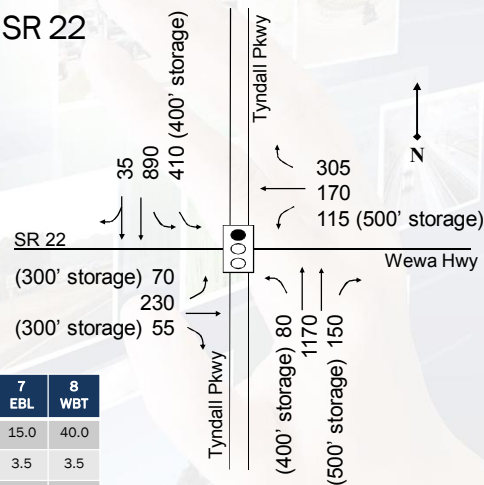 SR 22
Tyndall Pkwy
35
890
410 (400' storage)
N
305
170
115 (500' storage)
SR 22
Wewa Hwy
(300' storage) 70
230
(300' storage) 55
Tyndall Pkwy
(400' storage) 80
1170
(500' storage) 150
7 8
EBL WBT
15.0 40.0
3.5 3.5